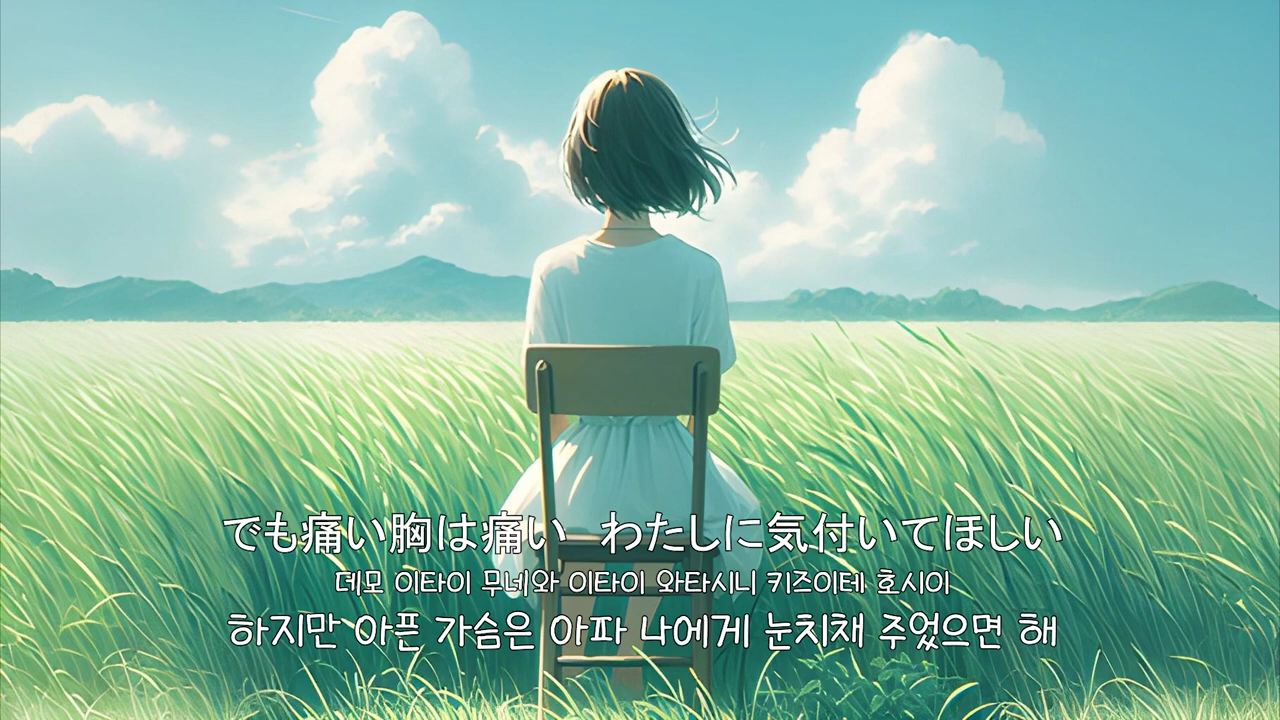 でも痛い胸は痛い　わたしに気付いてほしい
데모 이타이 무네와 이타이 와타시니 키즈이테 호시이
하지만 아픈 가슴은 아파 나에게 눈치채 주었으면 해